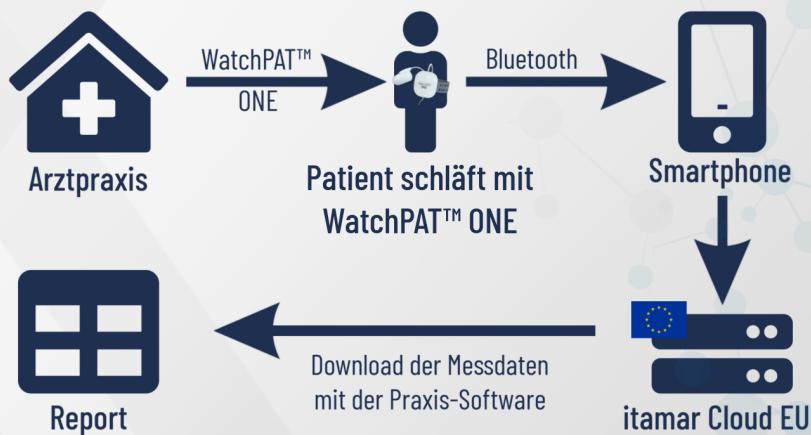 WatchPAT™
ONE
Bluetooth
Arztpraxis
Patient schläft mit
WatchPAT™ ONE
Smartphone
Download der Messdaten
mit der Praxis-Software
Report
itamar Cloud EU